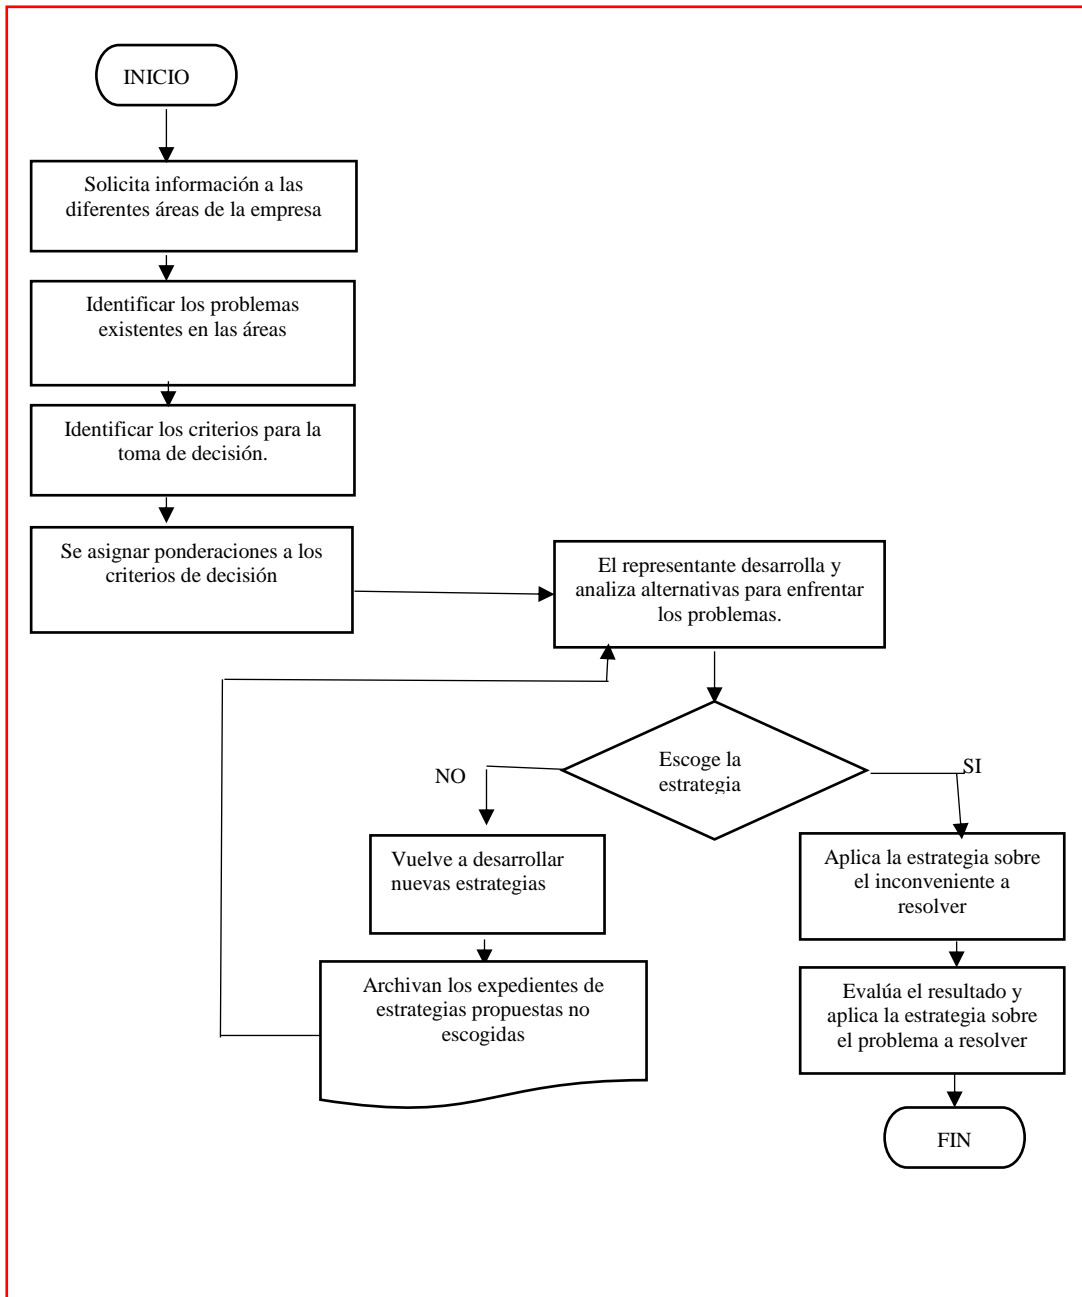 INICIO
Solicita información a las
diferentes áreas de la empresa
Identificar los problemas
existentes en las áreas
Identificar los criterios para la
toma de decisión.
Se asignar ponderaciones a los
criterios de decisión
El representante desarrolla y
analiza alternativas para enfrentar
los problemas.
Escoge la
estrategia
NO
SI
Vuelve a desarrollar
nuevas estrategias
Archivan los expedientes de
estrategias propuestas no
escogidas
Aplica la estrategia sobre
el inconveniente a
resolver
Evalúa el resultado y
aplica la estrategia sobre
el problema a resolver
FIN